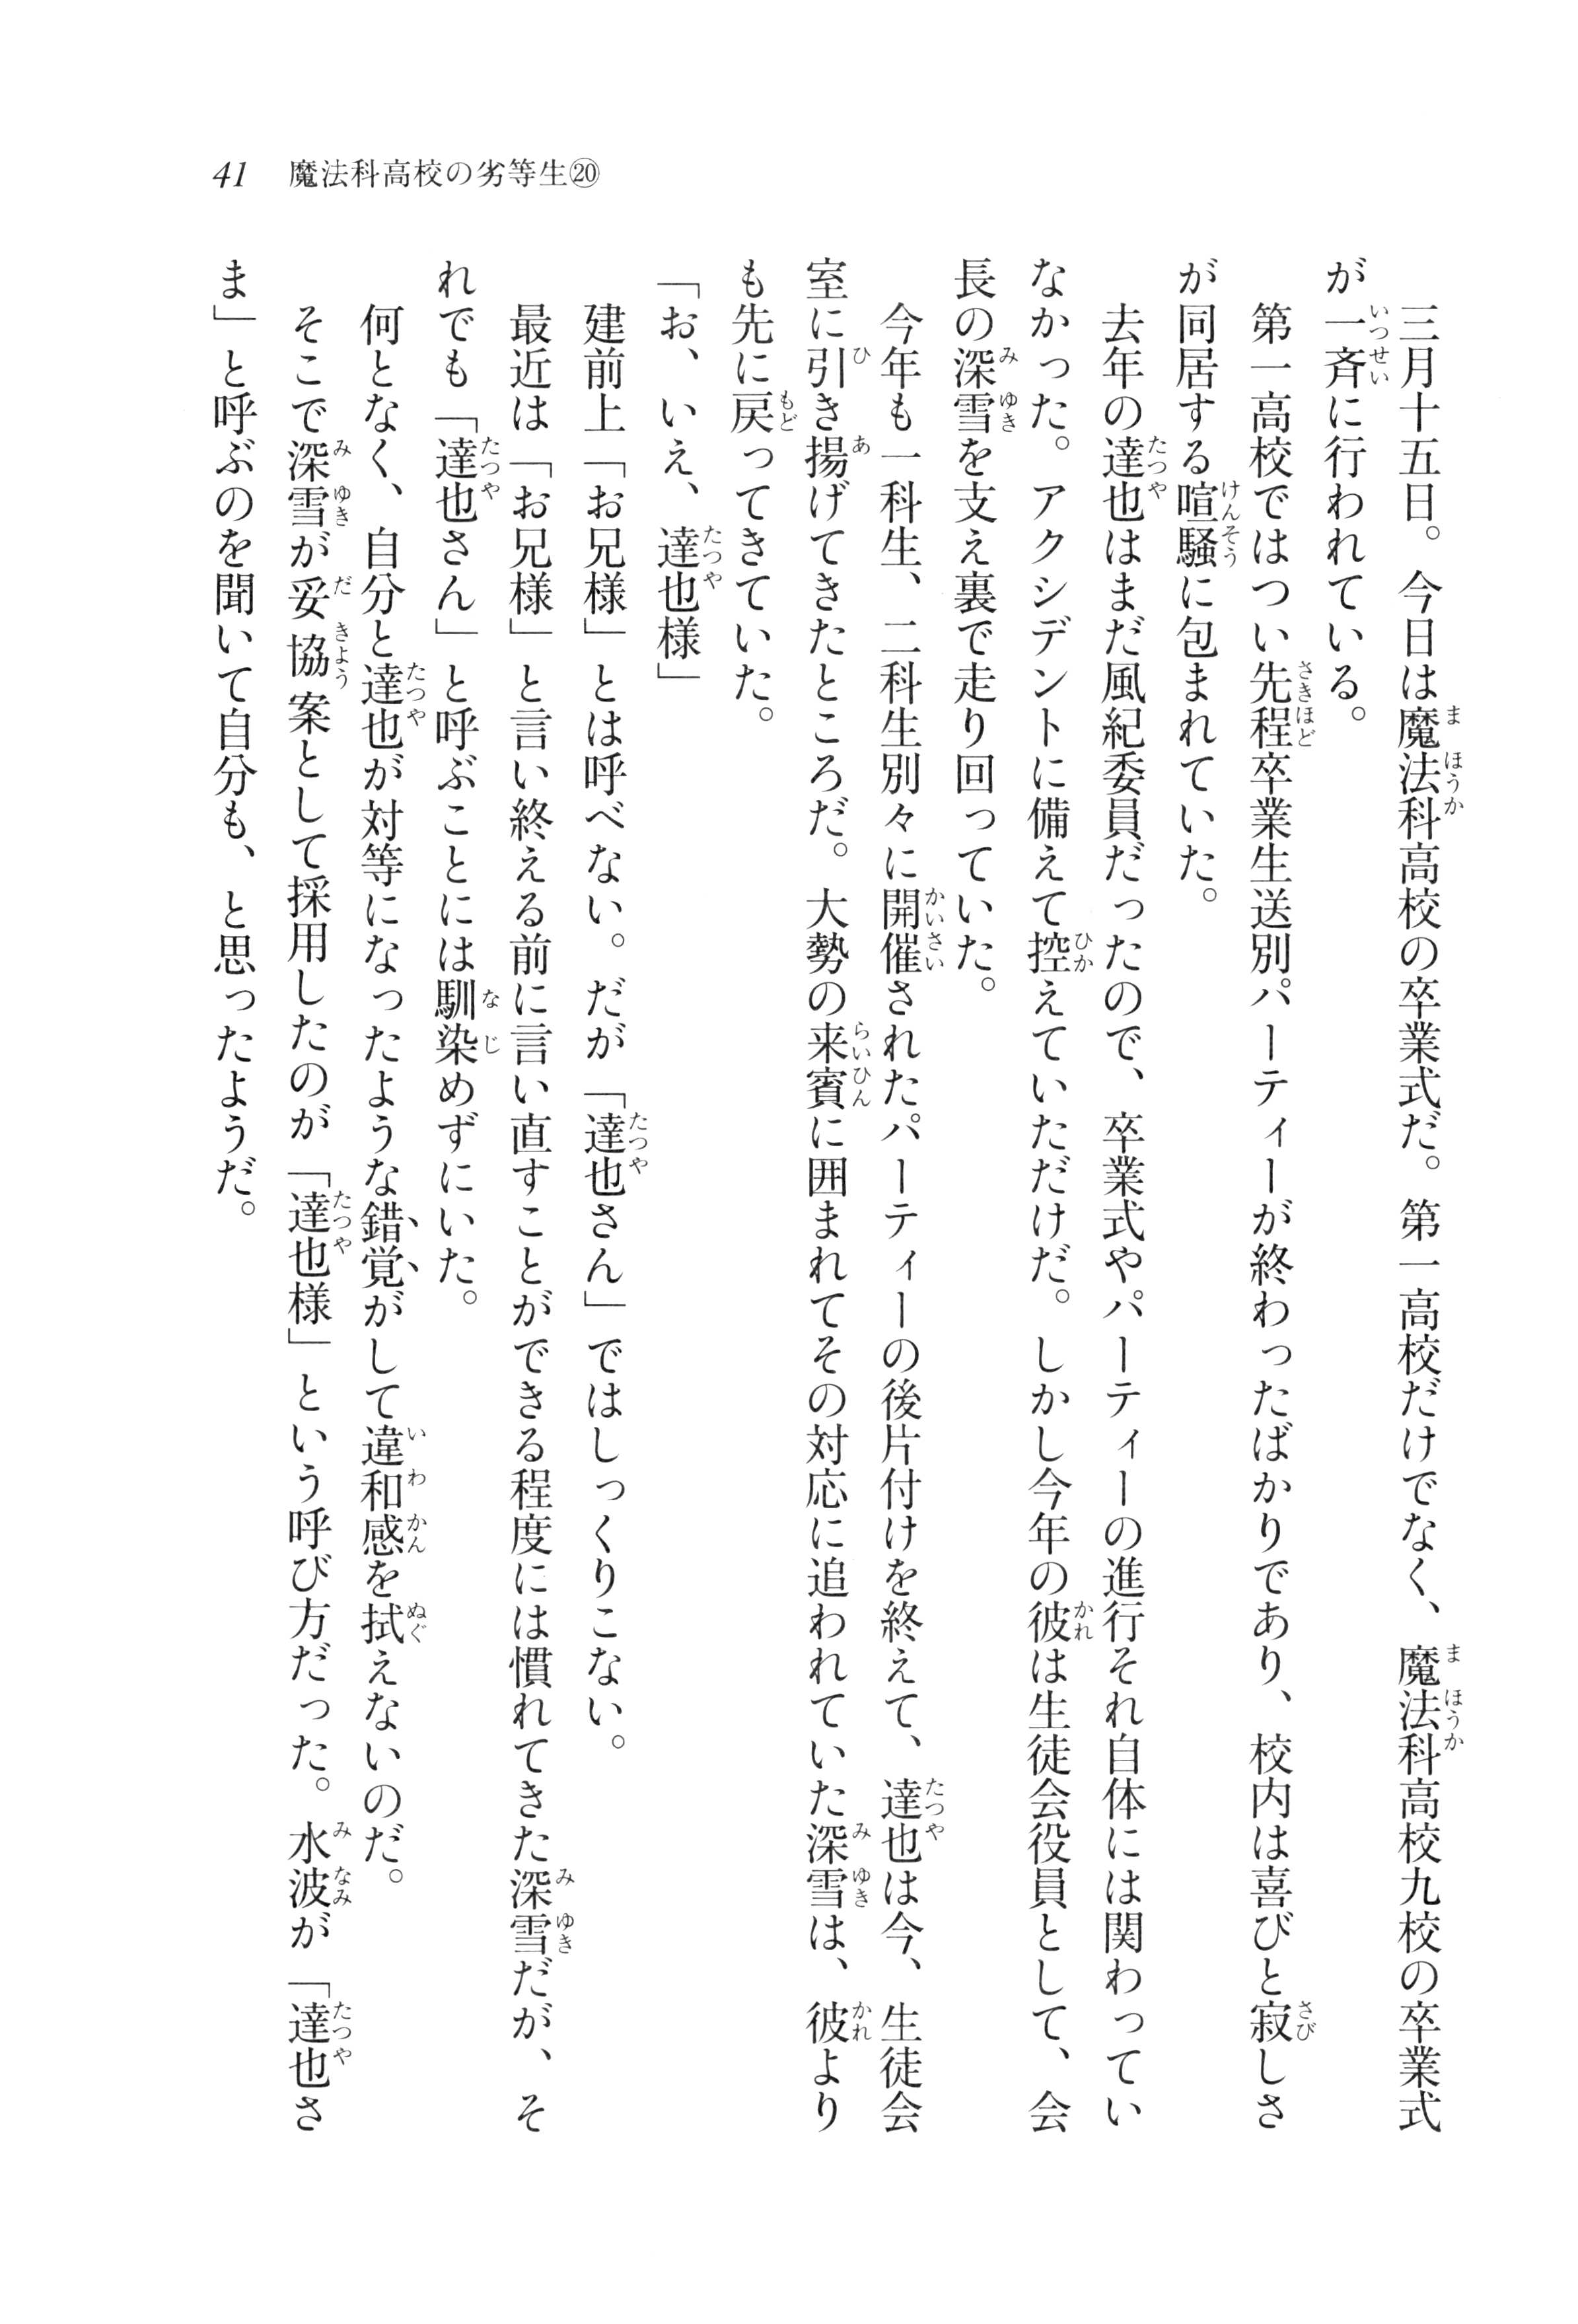 41　魔法科高校の劣等生⑳
三月十五日。今日は魔法科高校の卒業式だ。第一高校だけでなく、魔法科高校九校の卒業式
が一斉に行われている。
第一高校ではつい先程卒業生送別パーティーが終わったばかりであり、校内は喜びと寂しさ
が同居する喧騒に包まれていた。
去年の達也はまだ風紀委員だったので、卒業式やパーティーの進行それ自体には関わってい
なかった。アクシデントに備えて控えていただけだ。しかし今年の彼は生徒会役員として、会
長の深雪を支え裏で走り回っていた。
今年も一科生、二科生別々に開催されたパーティーの後片付けを終えて、達也は今、生徒会
室に引き揚げてきたところだ。大勢の来賓に囲まれてその対応に追われていた深雪は、彼より
も先に戻ってきていた。
「お、いえ、達也様」
建前上「お兄様」とは呼べない。だが「達也さん」ではしっくりこない。
最近は「お兄様」と言い終える前に言い直すことができる程度には慣れてきた深雪だが、そ
れでも「達也さん」と呼ぶことには馴染めずにいた。
何となく、自分と達也が対等になったような錯覚がして違和感を拭えないのだ。
そこで深雪が妥協案として採用したのが「達也様」という呼び方だった。水波が「達也さ
ま」と呼ぶのを聞いて自分も、と思ったようだ。